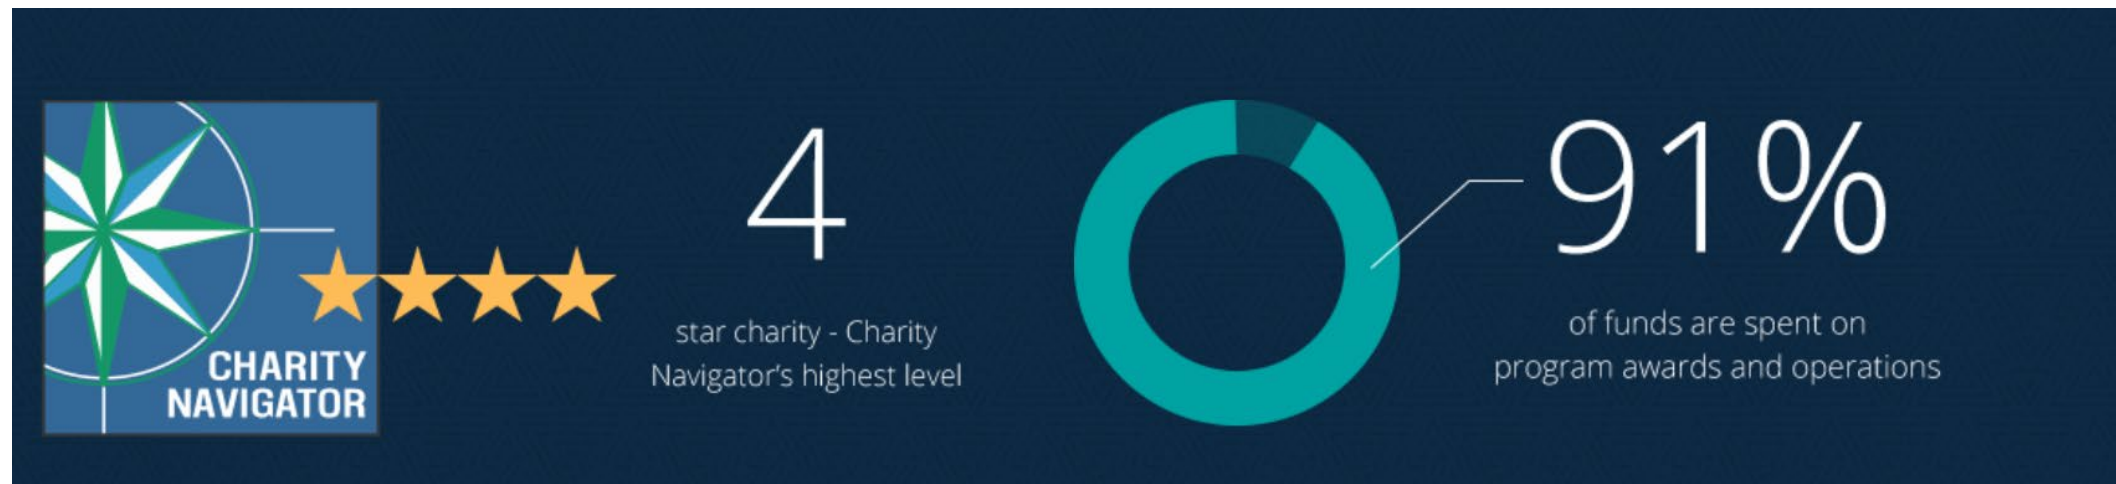 CHARITY
NAVIGATOR
4
star charity - Charity
Navigator's highest level
91%
of funds are spent on
program awards and operations